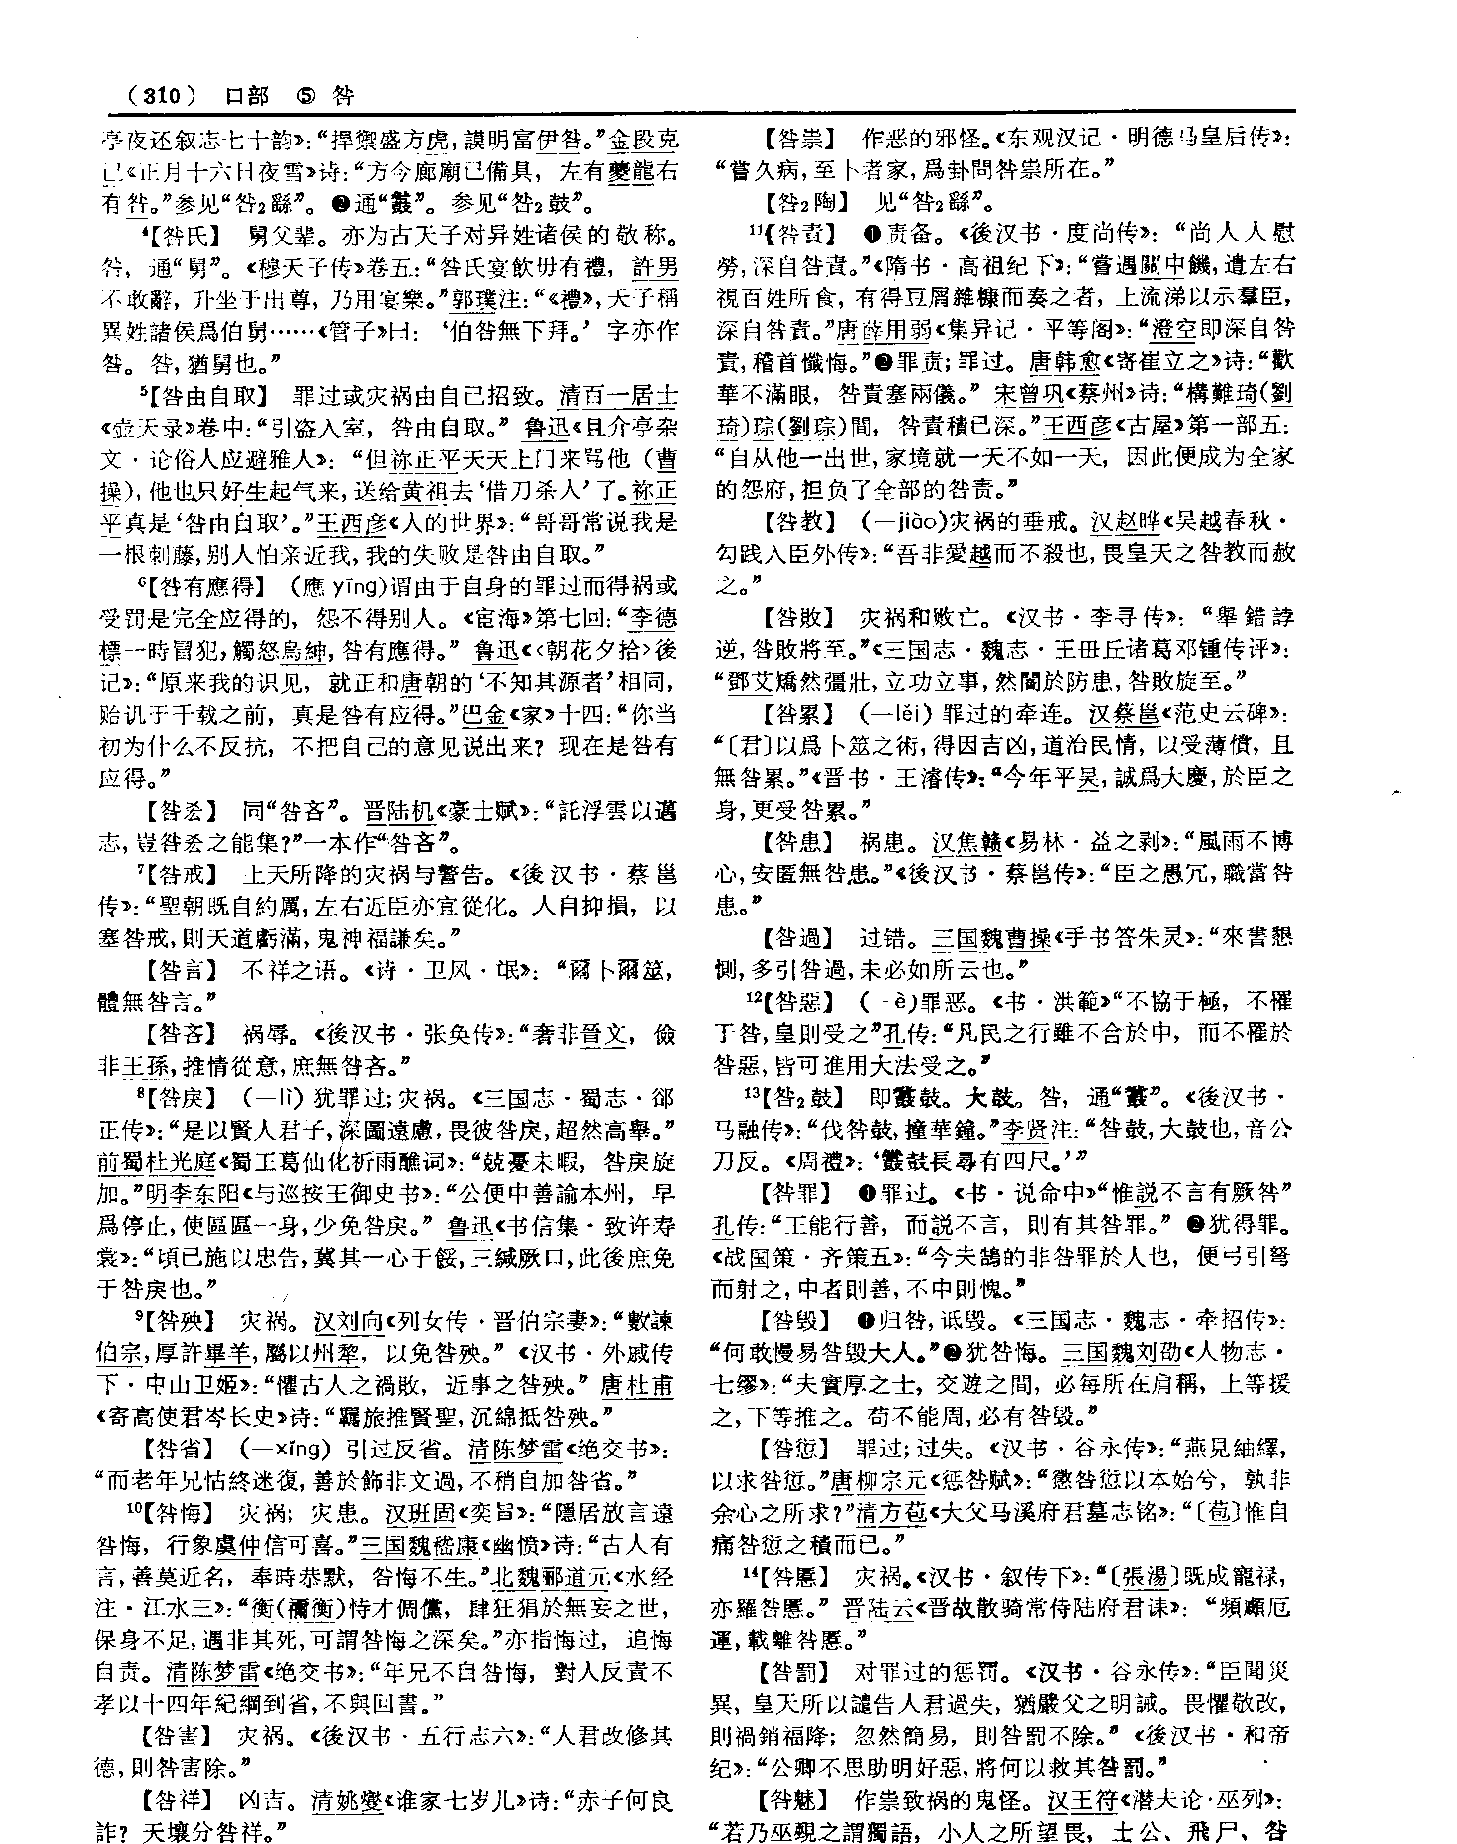 （310） 口部 ⑤ 咎
亭夜还叙志七十韵》：“捍禦盛方虎，謨明富伊咎。”金段克
己《正月十六日夜雪》诗：“方今廊廟已備具，左有夔龍右
有咎。”参见“咎₂繇”。❷通“鼛”。参见“咎₂鼓”。
⁴【咎氏】 舅父辈。亦为古天子对异姓诸侯的敬称。
咎，通“舅”。《穆天子传》卷五：“咎氏宴飲毋有禮，許男
不敢辭，升坐于出尊，乃用宴樂。”郭璞注：“《禮》，天子稱
異姓諸侯爲伯舅……《管子》曰：‘伯咎無下拜。’字亦作
咎。咎，猶舅也。”
⁵【咎由自取】 罪过或灾祸由自己招致。清百一居士
《壶天录》卷中：“引盗入室，咎由自取。”鲁迅《且介亭杂
文·论俗人应避雅人》：“但祢正平天天上门来骂他（曹
操），他也只好生起气来，送给黄祖去‘借刀杀人’了。祢正
平真是‘咎由自取’。”王西彦《人的世界》：“哥哥常说我是
一根刺藤，别人怕亲近我，我的失败是咎由自取。”
⁶【咎有應得】 （應 yīng）谓由于自身的罪过而得祸或
受罚是完全应得的，怨不得别人。《宦海》第七回：“李德
標一時冒犯，觸怒烏紳，咎有應得。”鲁迅《〈朝花夕拾〉後
记》：“原来我的识见，就正和唐朝的‘不知其源者’相同，
贻讥于千载之前，真是咎有应得。”巴金《家》十四：“你当
初为什么不反抗，不把自己的意见说出来？现在是咎有
应得。”
【咎吝】 同“咎吝”。晋陆机《豪士赋》：“託浮雲以邁
志，豈咎吝之能集？”一本作“咎吝”。
⁷【咎戒】 上天所降的灾祸与警告。《後汉书·蔡邕
传》：“聖朝既自約厲，左右近臣亦宜從化。人自抑損，以
塞咎戒，則天道虧滿，鬼神福謙矣。”
【咎言】 不祥之语。《诗·卫风·氓》：“爾卜爾筮，
體無咎言。”
【咎吝】 祸辱。《後汉书·张奂传》：“奢非晉文，儉
非王孫，推情從意，庶無咎吝。”
⁸【咎戾】 （—lì）犹罪过；灾祸。《三国志·蜀志·郤
正传》：“是以賢人君子，深圖遠慮，畏彼咎戾，超然高舉。”
前蜀杜光庭《蜀王葛仙化祈雨醮词》：“兢憂未暇，咎戾旋
加。”明李东阳《与巡按王御史书》：“公便中善諭本州，早
爲停止，使區區一身，少免咎戾。”鲁迅《书信集·致许寿
裳》：“頃已施以忠告，冀其一心于餒，三緘厥口，此後庶免
于咎戾也。”
⁹【咎殃】 灾祸。汉刘向《列女传·晋伯宗妻》：“數諫
伯宗，厚許畢羊，屬以州犂，以免咎殃。”《汉书·外戚传
下·中山卫姬》：“懼古人之禍敗，近事之咎殃。”唐杜甫
《寄高使君岑长史》诗：“羈旅推賢聖，沉綿抵咎殃。”
【咎省】 （—xǐng）引过反省。清陈梦雷《绝交书》：
“而老年兄怙終迷復，善於飾非文過，不稍自加咎省。”
¹⁰【咎悔】 灾祸；灾患。汉班固《奕旨》：“隱居放言遠
咎悔，行象虞仲信可喜。”三国魏嵇康《幽愤》诗：“古人有
言，善莫近名，奉時恭默，咎悔不生。”北魏郦道元《水经
注·江水三》：“衡（禰衡）恃才倜儻，肆狂狷於無妄之世，
保身不足，遇非其死，可謂咎悔之深矣。”亦指悔过，追悔
自责。清陈梦雷《绝交书》：“年兄不自咎悔，對人反責不
孝以十四年紀綱到省，不與回書。”
【咎害】 灾祸。《後汉书·五行志六》：“人君改修其
德，則咎害除。”
【咎祥】 凶吉。清姚燮《谁家七岁儿》诗：“赤子何良
詐？天壤分咎祥。”
【咎祟】 作恶的邪怪。《东观汉记·明德马皇后传》：
“嘗久病，至卜者家，爲卦問咎祟所在。”
【咎₂陶】 见“咎₂繇”。
¹¹【咎責】 ❶责备。《後汉书·度尚传》：“尚人人慰
勞，深自咎責。”《隋书·高祖纪下》：“嘗遇關中饑，遣左右
視百姓所食，有得豆屑雜糠而奏之者，上流涕以示羣臣，
深自咎責。”唐薛用弱《集异记·平等阁》：“澄空即深自咎
責，稽首懺悔。”❷罪责；罪过。唐韩愈《寄崔立之》诗：“歡
華不滿眼，咎責塞兩儀。”宋曾巩《蔡州》诗：“構難琦（劉
琦）琮（劉琮）間，咎責積已深。”王西彦《古屋》第一部五：
“自从他一出世，家境就一天不如一天，因此便成为全家
的怨府，担负了全部的咎责。”
【咎教】 （—jiào）灾祸的垂戒。汉赵晔《吴越春秋·
勾践入臣外传》：“吾非愛越而不殺也，畏皇天之咎教而赦
之。”
【咎敗】 灾祸和败亡。《汉书·李寻传》：“舉錯誖
逆，咎敗將至。”《三国志·魏志·王毌丘诸葛邓锺传评》：
“鄧艾矯然彊壯，立功立事，然闇於防患，咎敗旋至。”
【咎累】 （—lěi）罪过的牵连。汉蔡邕《范史云碑》：
“〔君〕以爲卜筮之術，得因吉凶，道治民情，以受薄償，且
無咎累。”《晋书·王濬传》：“今年平吴，誠爲大慶，於臣之
身，更受咎累。”
【咎患】 祸患。汉焦赣《易林·益之剥》：“風雨不博
心，安匿無咎患。”《後汉书·蔡邕传》：“臣之愚冗，職當咎
患。”
【咎過】 过错。三国魏曹操《手书答朱灵》：“來書懇
惻，多引咎過，未必如所云也。”
¹²【咎惡】 （-è）罪恶。《书·洪範》“不協于極，不罹
于咎，皇則受之”孔传：“凡民之行雖不合於中，而不罹於
咎惡，皆可進用大法受之。”
¹³【咎₂鼓】 即鼛鼓。大鼓。咎，通“鼛”。《後汉书·
马融传》：“伐咎鼓，撞華鐘。”李贤注：“咎鼓，大鼓也，音公
刀反。《周禮》：‘鼛鼓長尋有四尺。’”
【咎罪】 ❶罪过。《书·说命中》“惟説不言有厥咎”
孔传：“王能行善，而説不言，則有其咎罪。”❷犹得罪。
《战国策·齐策五》：“今夫鵠的非咎罪於人也，便弓引弩
而射之，中者則善，不中則愧。”
【咎毁】 ❶归咎，诋毁。《三国志·魏志·牵招传》：
“何敢慢易咎毁大人。”❷犹咎悔。三国魏刘劭《人物志·
七缪》：“夫實厚之士，交遊之間，必每所在肩稱，上等援
之，下等推之。苟不能周，必有咎毁。”
【咎愆】 罪过；过失。《汉书·谷永传》：“燕見紬繹，
以求咎愆。”唐柳宗元《惩咎赋》：“懲咎愆以本始兮，孰非
余心之所求？”清方苞《大父马溪府君墓志铭》：“〔苞〕惟自
痛咎愆之積而已。”
¹⁴【咎慝】 灾祸。《汉书·叙传下》：“〔張湯〕既成寵禄，
亦羅咎慝。”晋陆云《晋故散骑常侍陆府君诔》：“頻顣厄
運，載離咎慝。”
【咎罰】 对罪过的惩罚。《汉书·谷永传》：“臣聞災
異，皇天所以譴告人君過失，猶嚴父之明誡。畏懼敬改，
則禍銷福降；忽然簡易，則咎罰不除。”《後汉书·和帝
纪》：“公卿不思助明好惡，將何以救其咎罰。”
【咎魅】 作祟致祸的鬼怪。汉王符《潜夫论·巫列》：
“若乃巫覡之謂獨語，小人之所望畏，士公、飛尸、咎